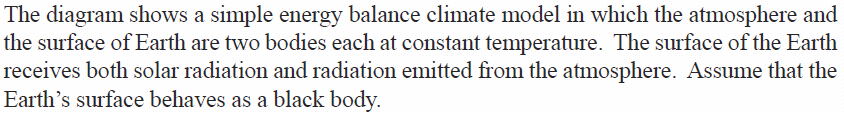 The diagram shows a simple energy balance climate model in which the atmosphere and
the surface of Earth are two bodies each at constant temperature.  The surface of the Earth
receives both solar radiation and radiation emitted from the atmosphere.  Assume that the
Earth’s surface behaves as a black body.